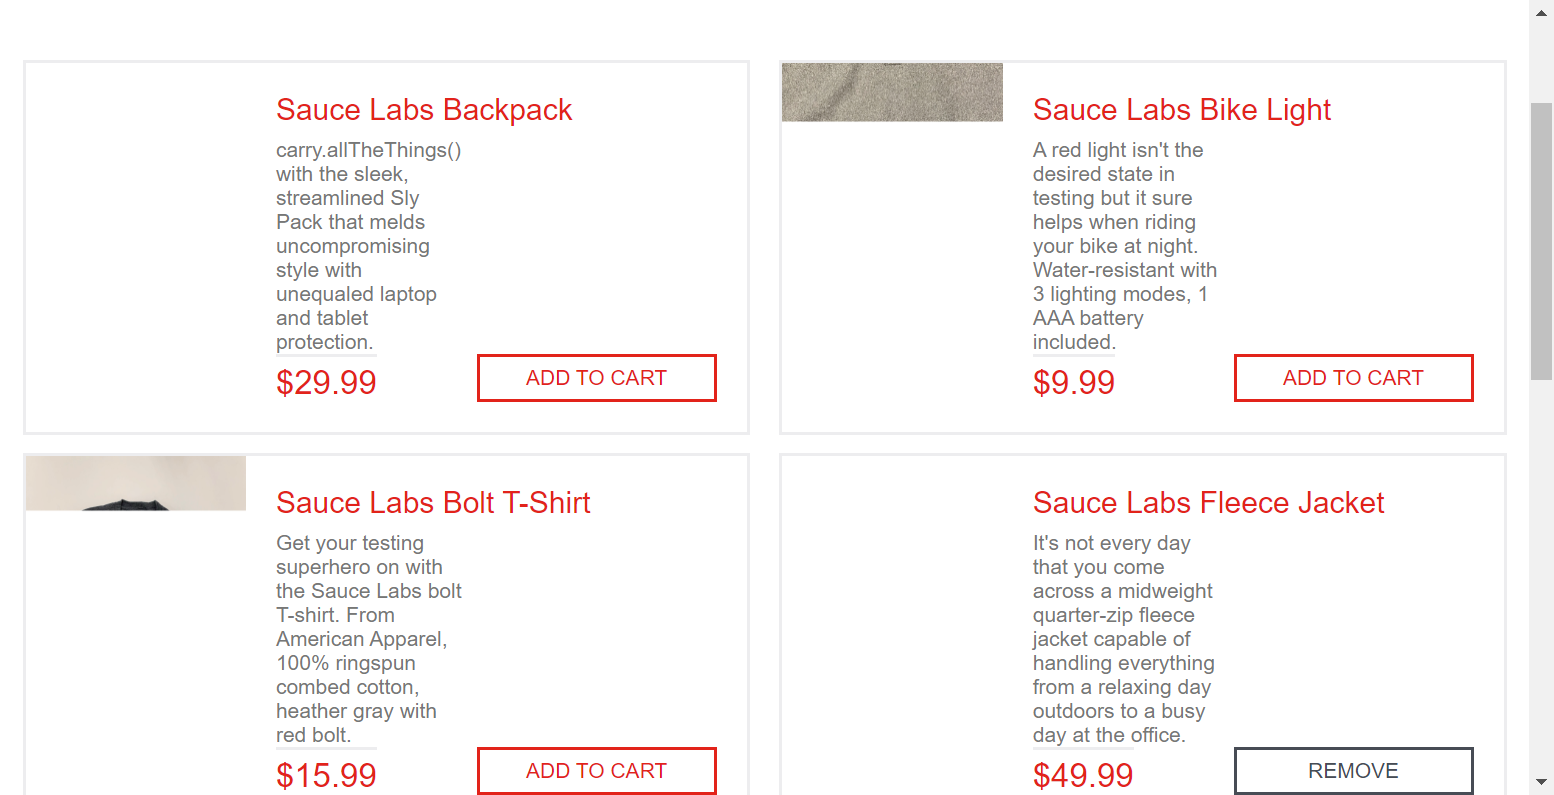 Sauce Labs Backpack
carry.allTheThings()
with the sleek,
streamlined Sly
Pack that melds
uncompromising
style with
unequaled laptop
and tablet
protection.
$29.99
ADD TO CART
Sauce Labs Bike Light
A red light isn't the
desired state in
testing but it sure
helps when riding
your bike at night.
Water-resistant with
3 lighting modes, 1
AAA battery
included.
$9.99
ADD TO CART
Sauce Labs Bolt T-Shirt
Get your testing
superhero on with
the Sauce Labs bolt
T-shirt. From
American Apparel,
100% ringspun
combed cotton,
heather gray with
red bolt.
$15.99
ADD TO CART
Sauce Labs Fleece Jacket
It's not every day
that you come
across a midweight
quarter-zip fleece
jacket capable of
handling everything
from a relaxing day
outdoors to a busy
day at the office.
$49.99
REMOVE